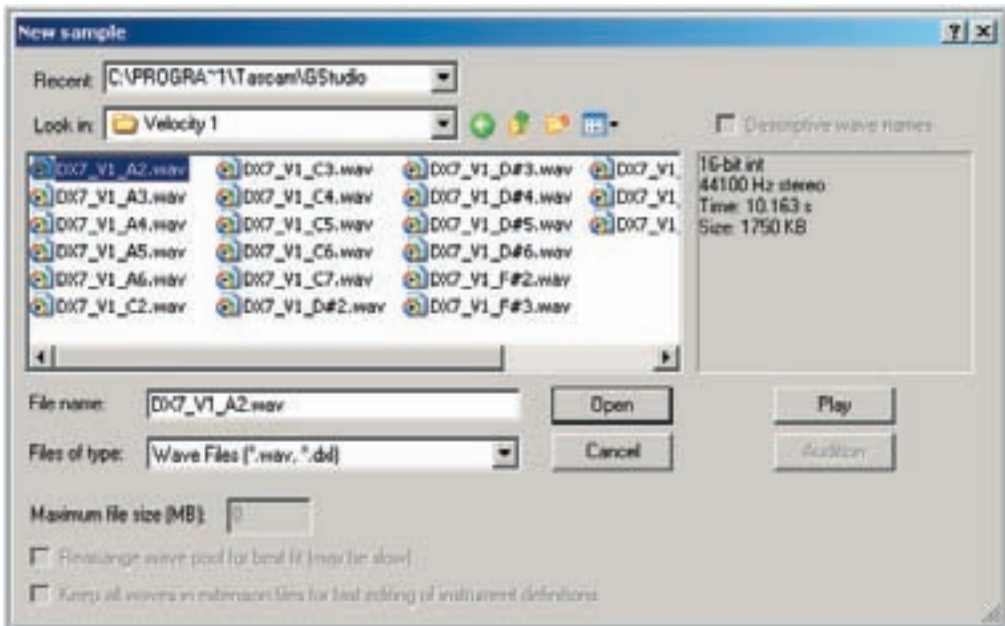 New sample
Recent: C:\PROGRA~1\Tascam\GStudio
Look in: Velocity 1
Descriptive wave names
DX7_V1_A2.wav DX7_V1_C3.wav DX7_V1_D#3.wav DX7_V1_
DX7_V1_A3.wav DX7_V1_C4.wav DX7_V1_D#4.wav DX7_V1_
DX7_V1_A4.wav DX7_V1_C5.wav DX7_V1_D#5.wav DX7_V1_
DX7_V1_A5.wav DX7_V1_C6.wav DX7_V1_D#6.wav
DX7_V1_A6.wav DX7_V1_C7.wav DX7_V1_F#2.wav
DX7_V1_C2.wav DX7_V1_D#2.wav DX7_V1_F#3.wav
16-bit int
44100 Hz stereo
Time: 10.163 s
Size: 1750 KB
File name: DX7_V1_A2.wav Open Play
Files of type: Wave Files (*.wav, *.dxl) Cancel Audition
Maximum file size (MB): 0
Rearrange wave pool for best fit (may be slow)
Keep all waves in extension files for fast editing of instrument definitions